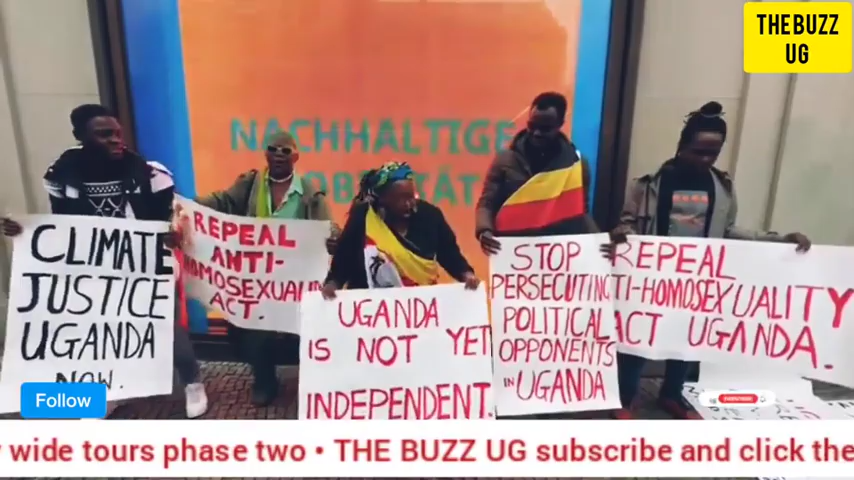 THE BUZZ
UG
NACHHALTIGE
CLIMATE
JUSTICE
UGANDA
NOW.
REPEAL
ANTI-
HOMOSEXUALI
ACT.
UGANDA
IS NOT YET
INDEPENDENT.
STOP
PERSECUTING
POLITICAL
OPPONENTS
IN UGANDA
REPEAL
TI-HOMOSEXUALITY
ACT UGANDA.
Follow
wide tours phase two • THE BUZZ UG subscribe and click the